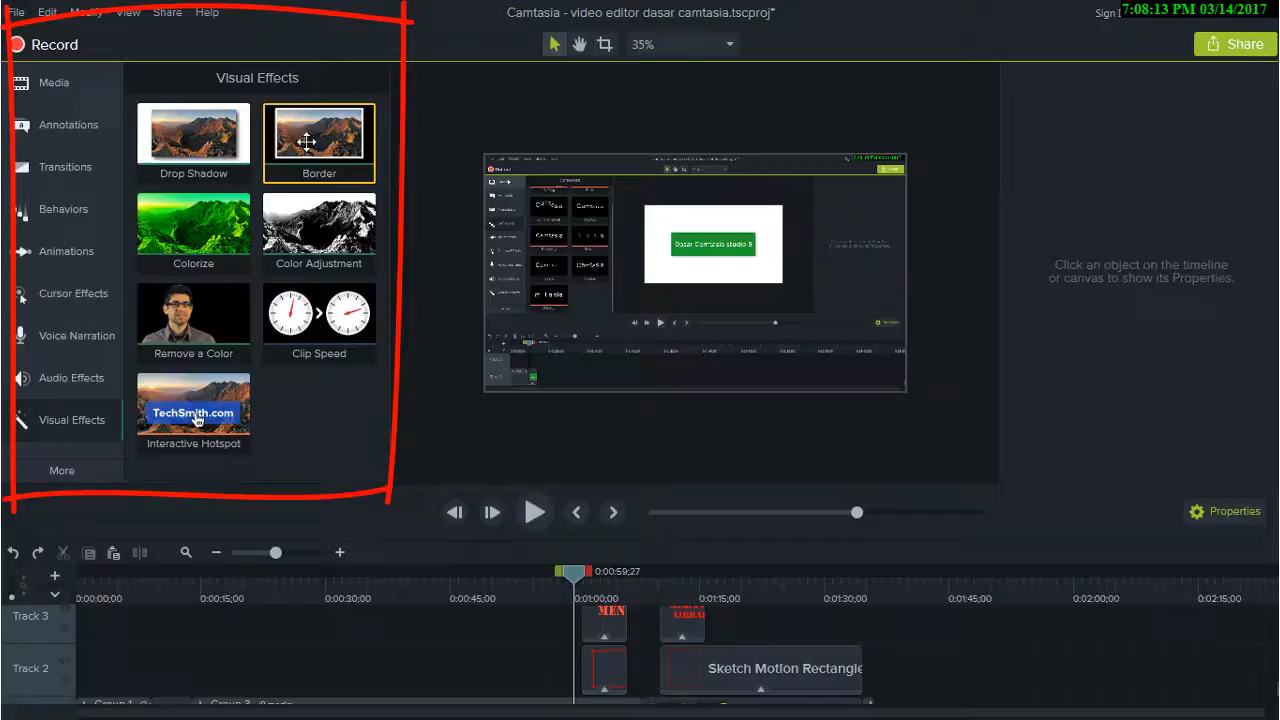 File Edit Modify View Share Help
Camtasia - video editor dasar camtasia.tscproj*
Sign I
7:08:13 PM 03/14/2017
Record
35%
Share
Media
Annotations
Transitions
Behaviors
Animations
Cursor Effects
Voice Narration
Audio Effects
Visual Effects
More
Visual Effects
Drop Shadow
Border
Colorize
Color Adjustment
Remove a Color
Clip Speed
TechSmith.com
Interactive Hotspot
Dasar Camtasia studio 9
Click an object on the timeline
or canvas to show its Properties.
Properties
0:00:59;27
0:00:00;00
0:00:15;00
0:00:30;00
0:00:45;00
0:01:00;00
0:01:15;00
0:01:30;00
0:01:45;00
0:02:00;00
0:02:15;00
Track 3
MEN
Track 2
Sketch Motion Rectangle